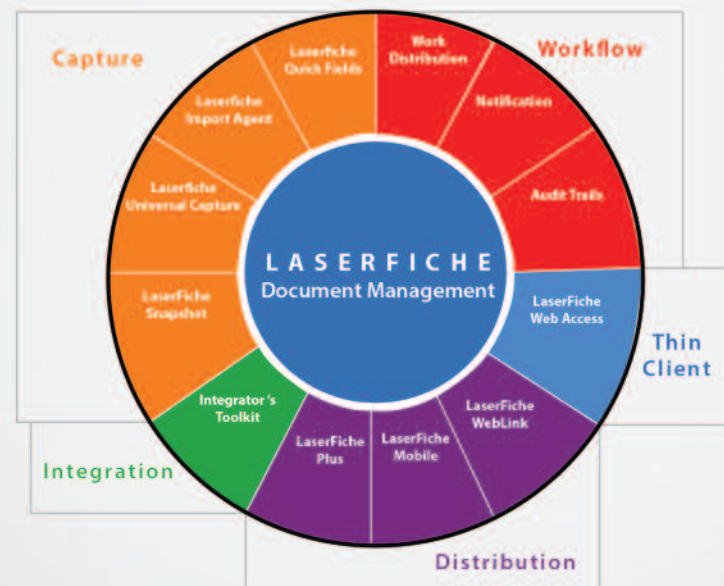 Capture
Workflow
Laserfiche
Quick Fields
Work
Distribution
Laserfiche
Import Agent
Notification
Laserfiche
Universal Capture
Audit Trails
LASERFICHE
Document Management
LaserFiche
Snapshot
LaserFiche
Web Access
Thin
Client
Integrator's
Toolkit
LaserFiche
WebLink
LaserFiche
Plus
LaserFiche
Mobile
Integration
Distribution